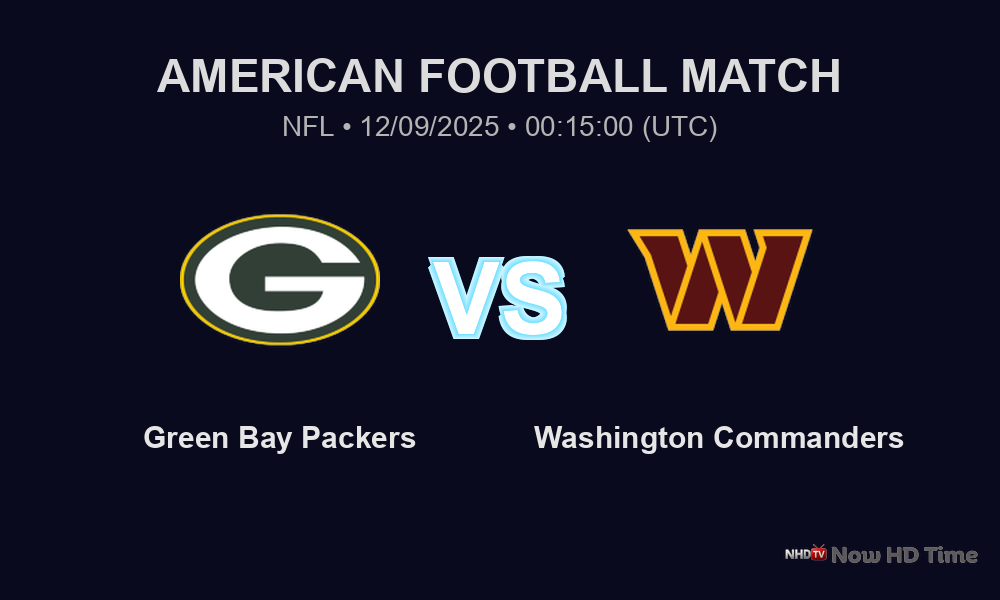 AMERICAN FOOTBALL MATCH
NFL • 12/09/2025 • 00:15:00 (UTC)
G
VS
W
Green Bay Packers
Washington Commanders
NHDTV Now HD Time